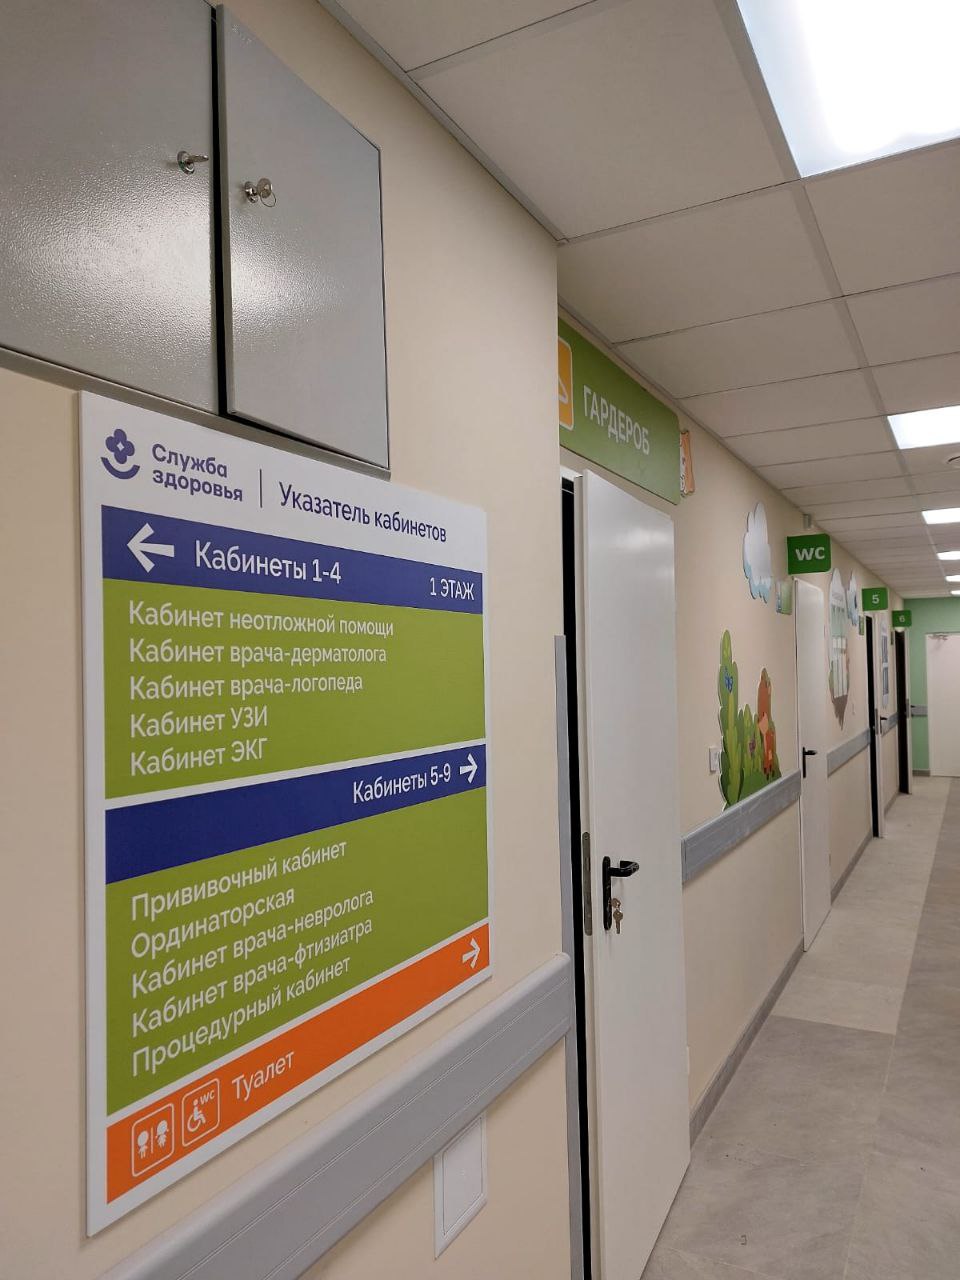 Служба
здоровья
Указатель кабинетов
Кабинеты 1-4
1 ЭТАЖ
Кабинет неотложной помощи
Кабинет врача-дерматолога
Кабинет врача-логопеда
Кабинет УЗИ
Кабинет ЭКГ
Кабинеты 5-9
Прививочный кабинет
Ординаторская
Кабинет врача-невролога
Кабинет врача-фтизиатра
Процедурный кабинет
WC
Туалет
ГАРДЕРОБ
WC
5
6